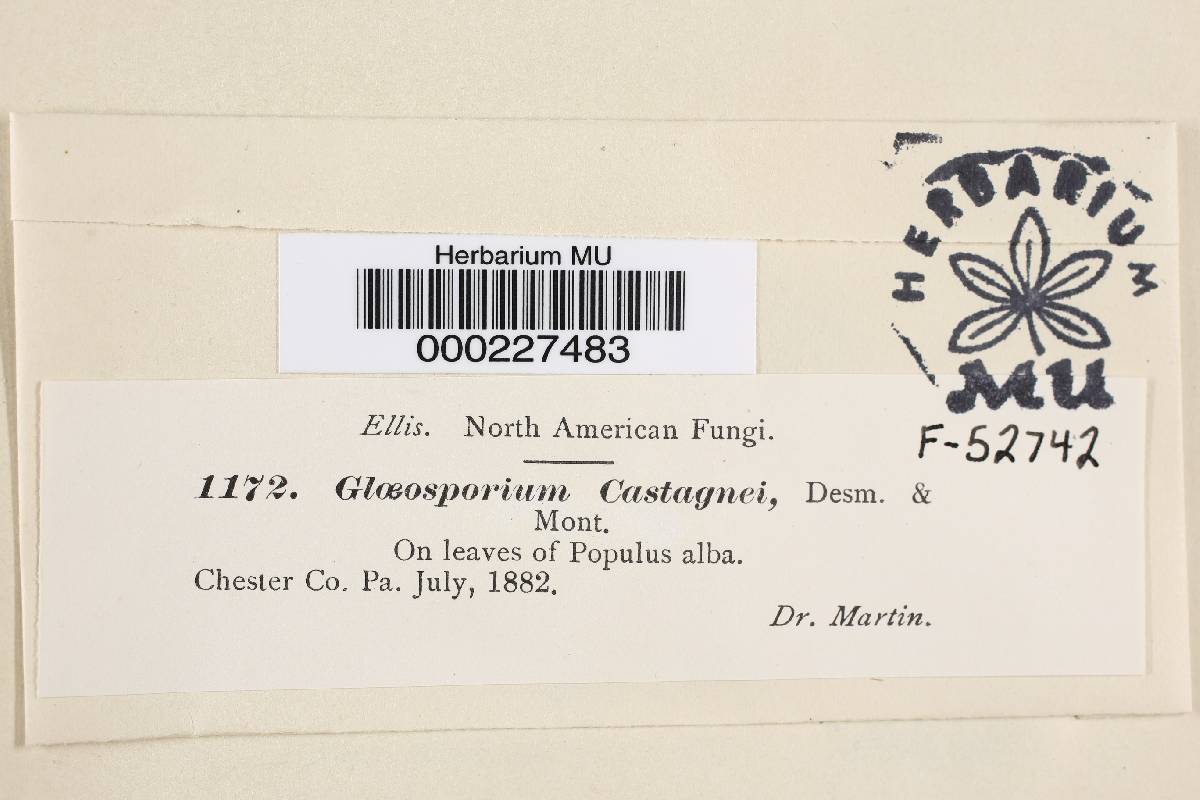 HERBARIUM
MU
F-52742
Herbarium MU
000227483
Ellis. North American Fungi.
1172. Glœosporium Castagnei, Desm. &
Mont.
On leaves of Populus alba.
Chester Co. Pa. July, 1882.
Dr. Martin.